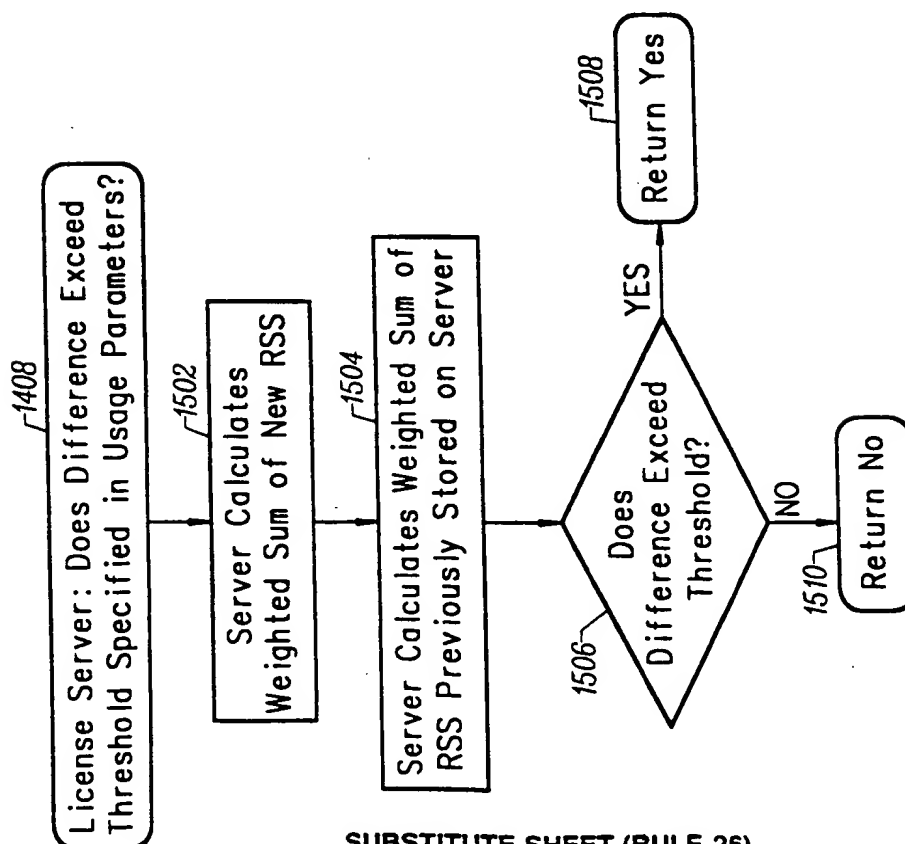 1408
License Server: Does Difference Exceed
Threshold Specified in Usage Parameters?
1502
Server Calculates
Weighted Sum of New RSS
1504
Server Calculates Weighted Sum of
RSS Previously Stored on Server
1506
Does
Difference Exceed
Threshold?
YES
1508
Return Yes
NO
1510
Return No
SUBSTITUTE SHEET (RULE 26)